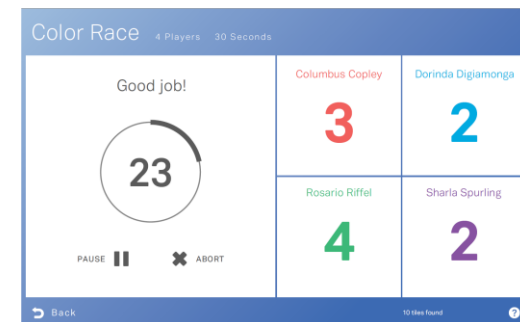 Color Race 4 Players 30 Seconds
Good job!
23
PAUSE ABORT
Columbus Copley
3
Dorinda Digiamonga
2
Rosario Riffel
4
Sharla Spurling
2
Back
10 tiles found
?